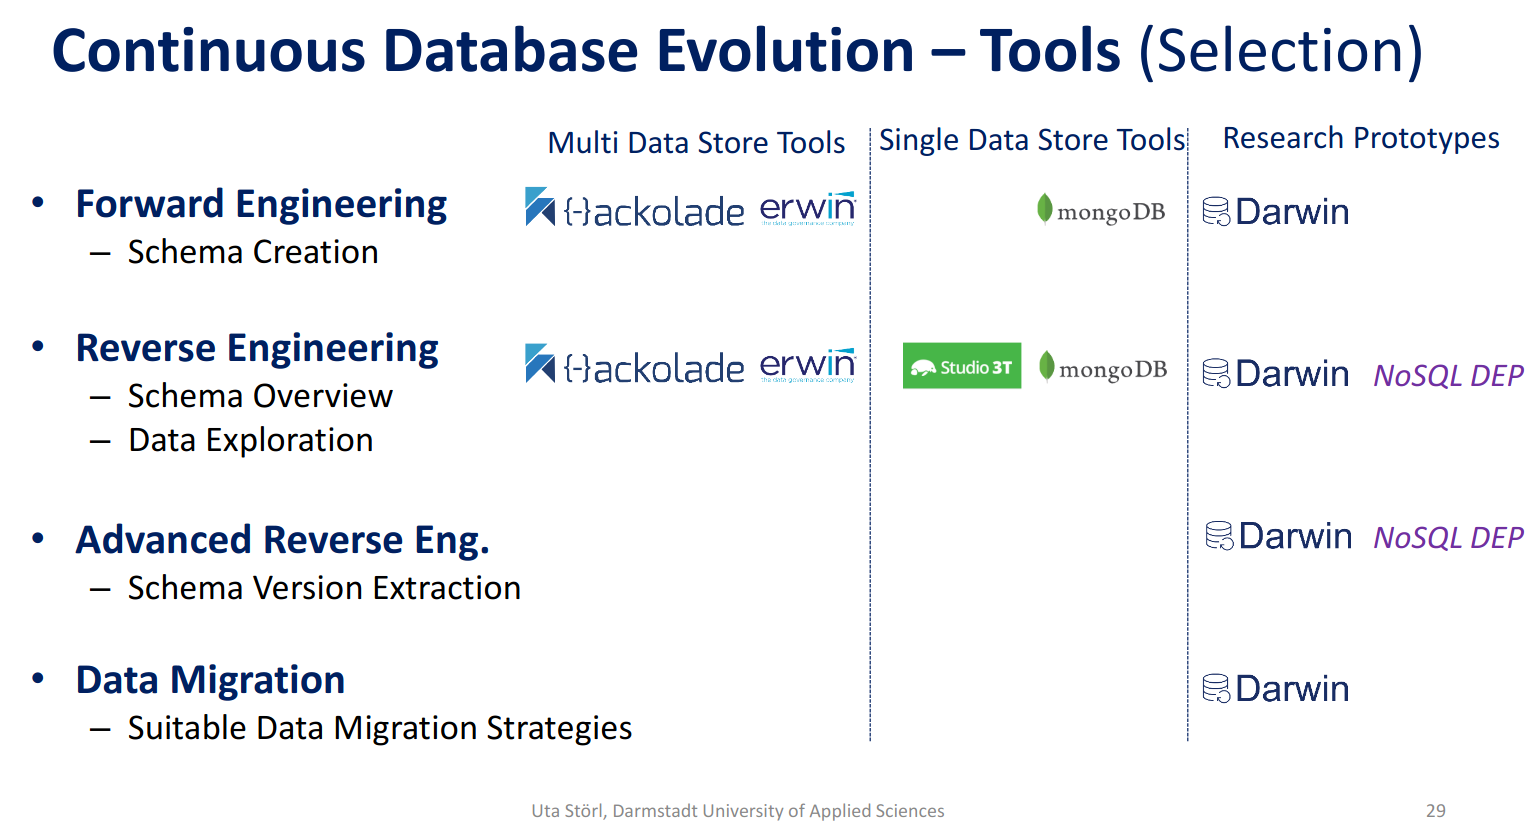 Continuous Database Evolution – Tools (Selection)
Multi Data Store Tools
Single Data Store Tools
Research Prototypes
• Forward Engineering
– Schema Creation
{-}ackolade
erwin
the data governance company
mongoDB
Darwin
• Reverse Engineering
– Schema Overview
– Data Exploration
{-}ackolade
erwin
the data governance company
Studio 3T
mongoDB
Darwin
NoSQL DEP
• Advanced Reverse Eng.
– Schema Version Extraction
Darwin
NoSQL DEP
• Data Migration
– Suitable Data Migration Strategies
Darwin
Uta Störl, Darmstadt University of Applied Sciences
29